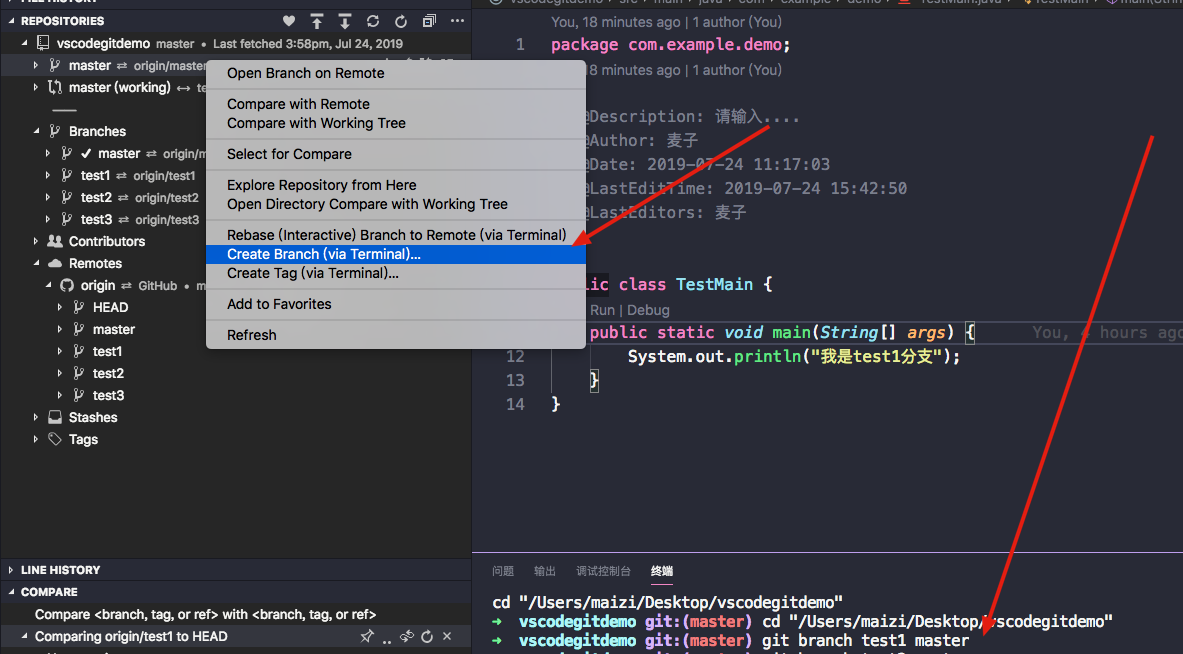 REPOSITORIES
vscodegitdemo master • Last fetched 3:58pm, Jul 24, 2019
master ⇄ origin/master
master (working) ↔
Branches
✓ master ⇄
test1 ⇄ origin/test1
test2 ⇄ origin/test2
test3 ⇄ origin/test3
Contributors
Remotes
origin ⇄ GitHub •
HEAD
master
test1
test2
test3
Stashes
Tags
LINE HISTORY
COMPARE
Compare <branch, tag, or ref> with <branch, tag, or ref>
Comparing origin/test1 to HEAD
Open Branch on Remote
Compare with Remote
Compare with Working Tree
Select for Compare
Explore Repository from Here
Open Directory Compare with Working Tree
Rebase (Interactive) Branch to Remote (via Terminal)
Create Branch (via Terminal)...
Create Tag (via Terminal)...
Add to Favorites
Refresh
You, 18 minutes ago | 1 author (You)
1 package com.example.demo;
18 minutes ago | 1 author (You)
@Description: 请输入....
@Author: 麦子
@Date: 2019-07-24 11:17:03
@LastEditTime: 2019-07-24 15:42:50
@LastEditors: 麦子
lic class TestMain {
Run | Debug
public static void main(String[] args) { You, 4 hours ago
12 System.out.println("我是test1分支");
13 }
14 }
问题 输出 调试控制台 终端
cd "/Users/maizi/Desktop/vscodegitdemo"
➜ vscodegitdemo git:(master) cd "/Users/maizi/Desktop/vscodegitdemo"
➜ vscodegitdemo git:(master) git branch test1 master